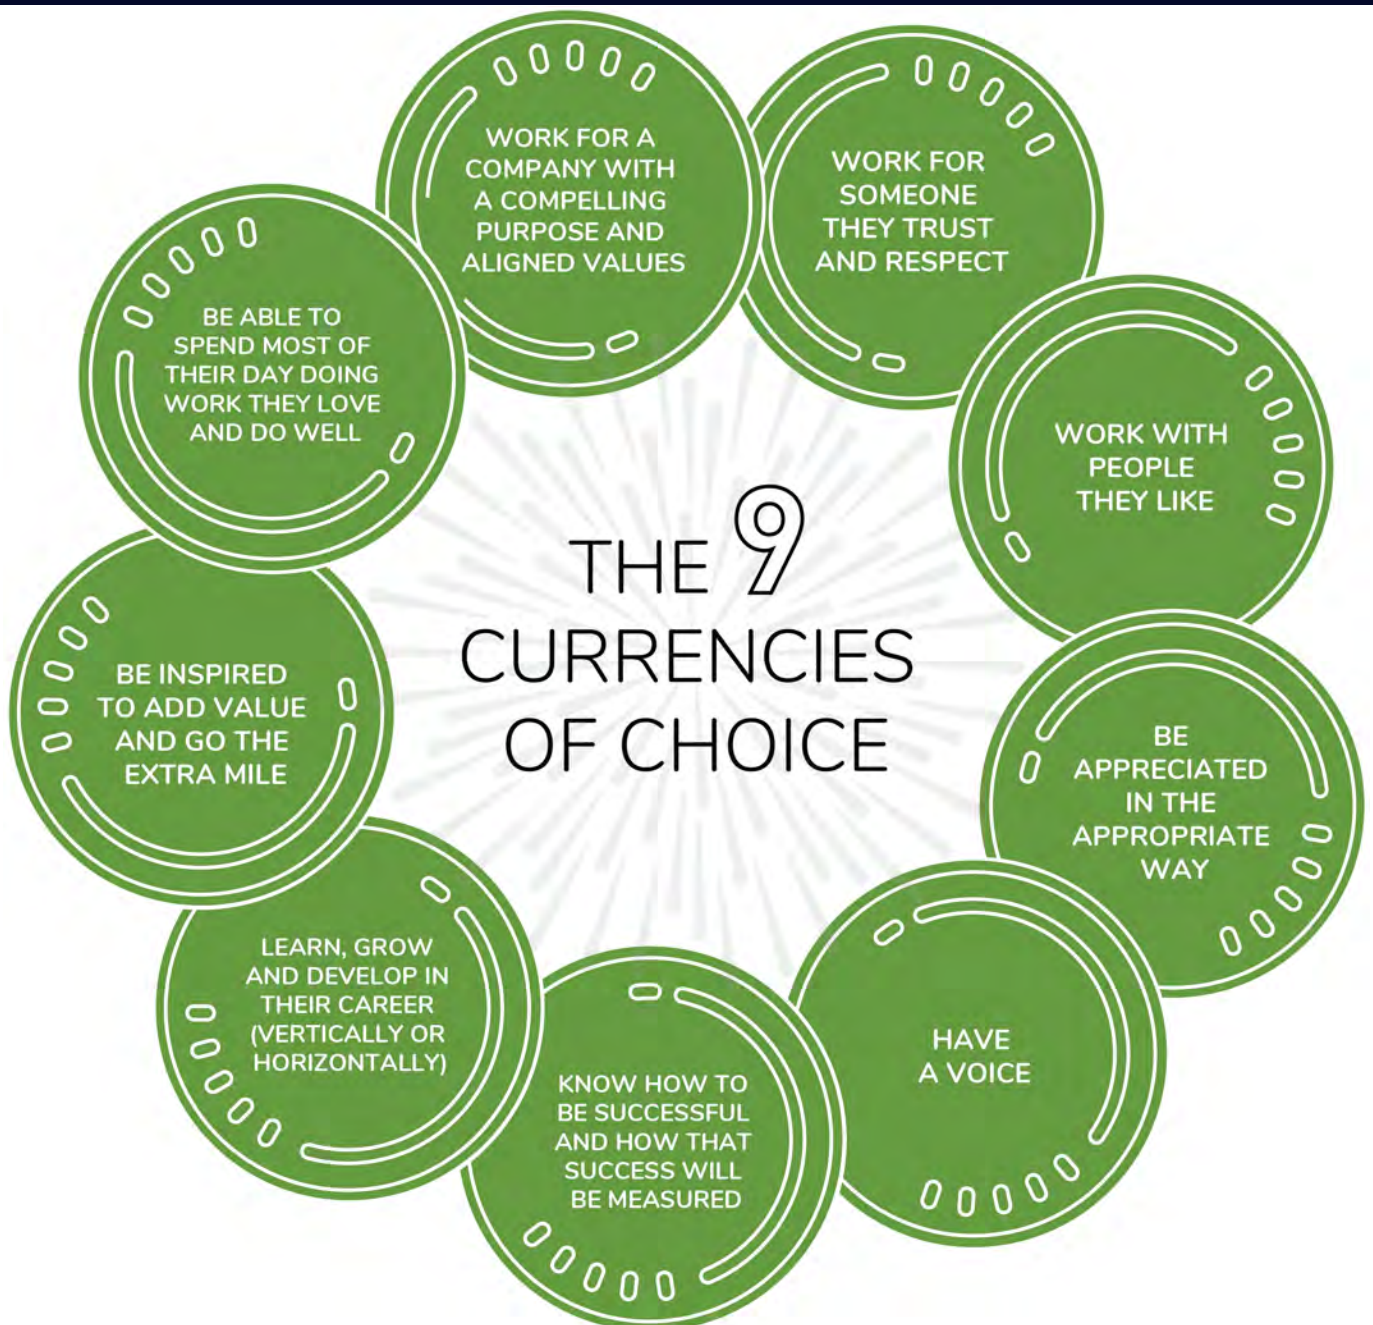 THE 9
CURRENCIES
OF CHOICE
WORK FOR A
COMPANY WITH
A COMPELLING
PURPOSE AND
ALIGNED VALUES
WORK FOR
SOMEONE
THEY TRUST
AND RESPECT
WORK WITH
PEOPLE
THEY LIKE
BE
APPRECIATED
IN THE
APPROPRIATE
WAY
HAVE
A VOICE
KNOW HOW TO
BE SUCCESSFUL
AND HOW THAT
SUCCESS WILL
BE MEASURED
LEARN, GROW
AND DEVELOP IN
THEIR CAREER
(VERTICALLY OR
HORIZONTALLY)
BE INSPIRED
TO ADD VALUE
AND GO THE
EXTRA MILE
BE ABLE TO
SPEND MOST OF
THEIR DAY DOING
WORK THEY LOVE
AND DO WELL